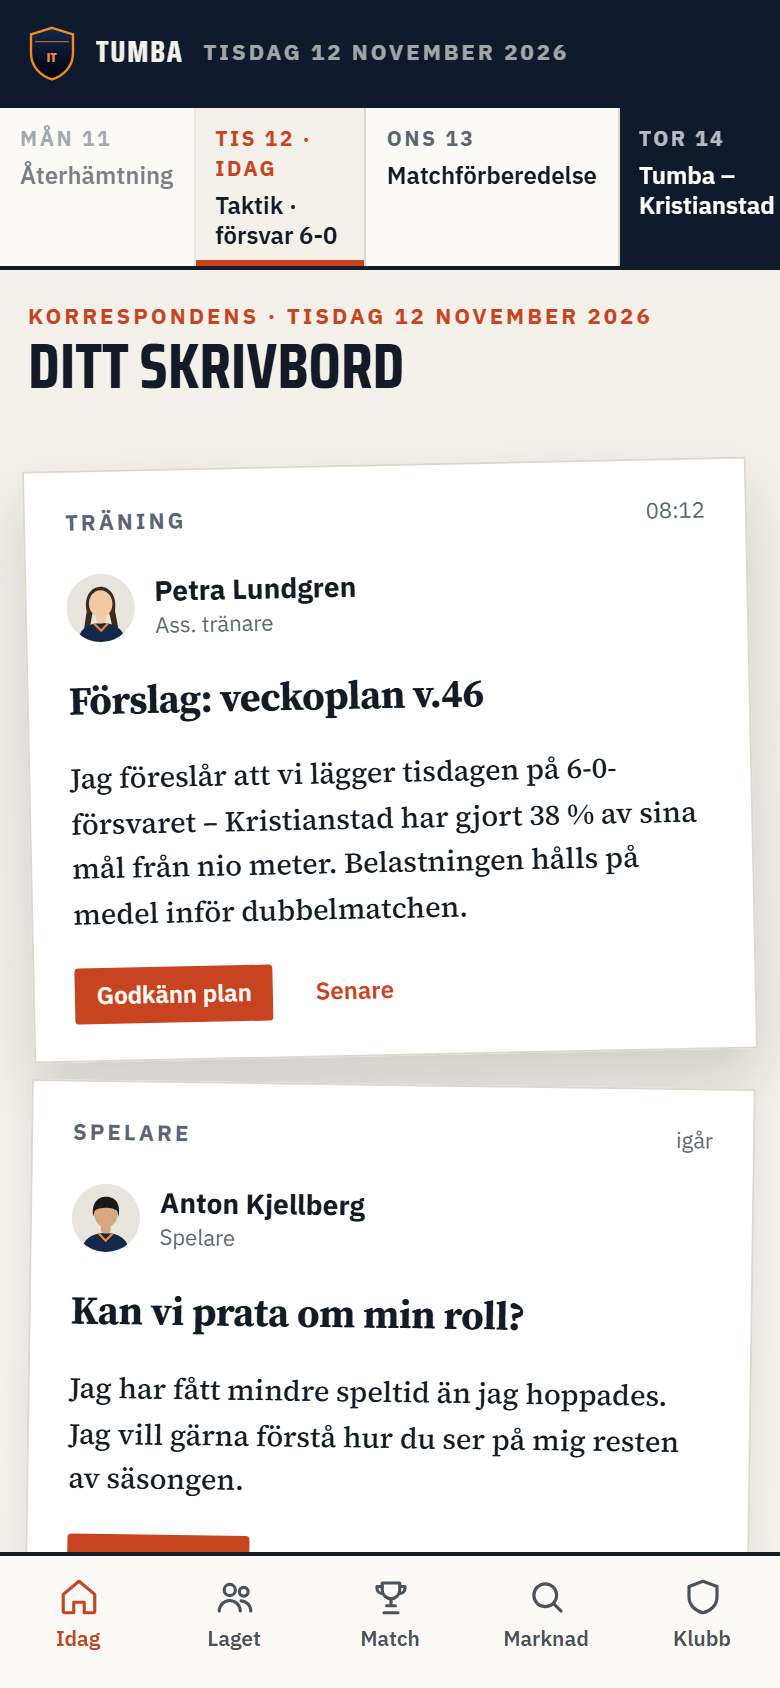 IT
TUMBA
TISDAG 12 NOVEMBER 2026
MÅN 11
Återhämtning
TIS 12 ·
IDAG
Taktik ·
försvar 6-0
ONS 13
Matchförberedelse
TOR 14
Tumba –
Kristianstad
KORRESPONDENS · TISDAG 12 NOVEMBER 2026
DITT SKRIVBORD
TRÄNING
08:12
Petra Lundgren
Ass. tränare
Förslag: veckoplan v.46
Jag föreslår att vi lägger tisdagen på 6-0-
försvaret – Kristianstad har gjort 38 % av sina
mål från nio meter. Belastningen hålls på
medel inför dubbelmatchen.
Godkänn plan
Senare
SPELARE
igår
Anton Kjellberg
Spelare
Kan vi prata om min roll?
Jag har fått mindre speltid än jag hoppades.
Jag vill gärna förstå hur du ser på mig resten
av säsongen.
Idag
Laget
Match
Marknad
Klubb